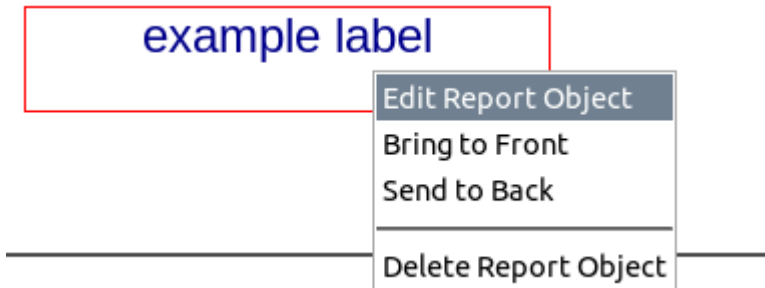 example label
Edit Report Object
Bring to Front
Send to Back
Delete Report Object